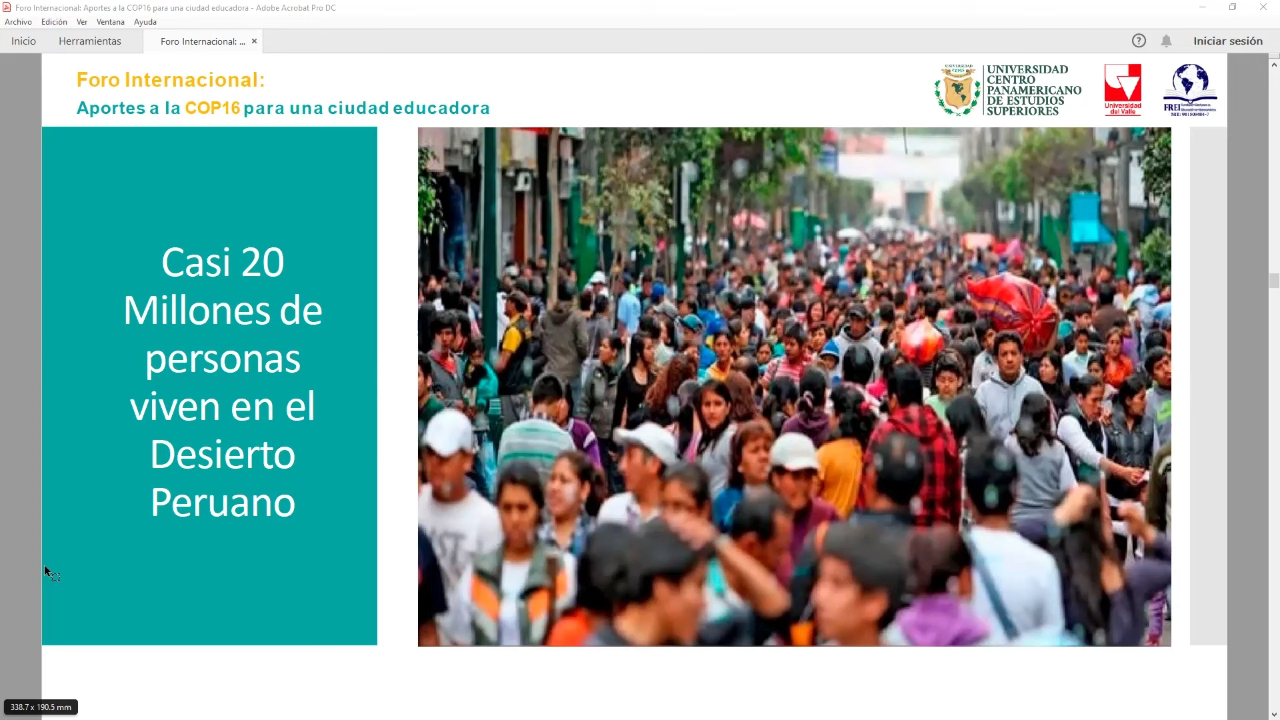 Foro Internacional: Aportes a la COP16 para una ciudad educadora - Adobe Acrobat Pro DC
Archivo Edición Ver Ventana Ayuda
Inicio Herramientas Foro Internacional: ... × Iniciar sesión
Foro Internacional:
Aportes a la COP16 para una ciudad educadora
UNIVERSIDAD
CENTRO
PANAMERICANO
DE ESTUDIOS
SUPERIORES
Universidad
del Valle
FREI
Casi 20
Millones de
personas
viven en el
Desierto
Peruano
338.7 x 190.5 mm